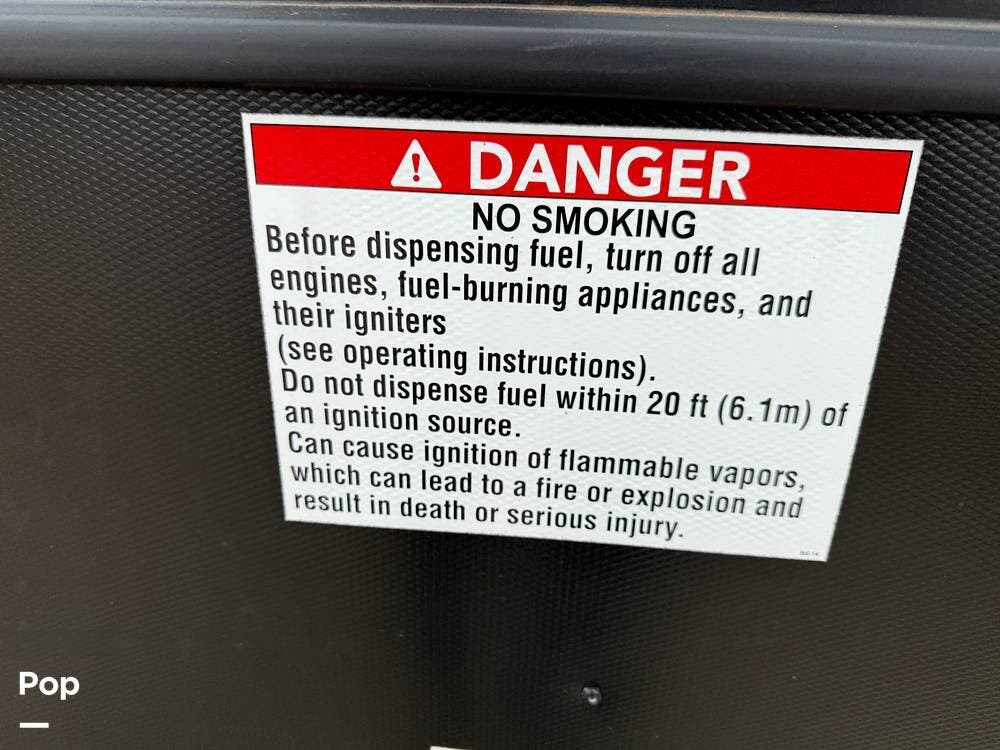 DANGER
NO SMOKING
Before dispensing fuel, turn off all
engines, fuel-burning appliances, and
their igniters
(see operating instructions).
Do not dispense fuel within 20 ft (6.1m) of
an ignition source.
Can cause ignition of flammable vapors,
which can lead to a fire or explosion and
result in death or serious injury.
Pop